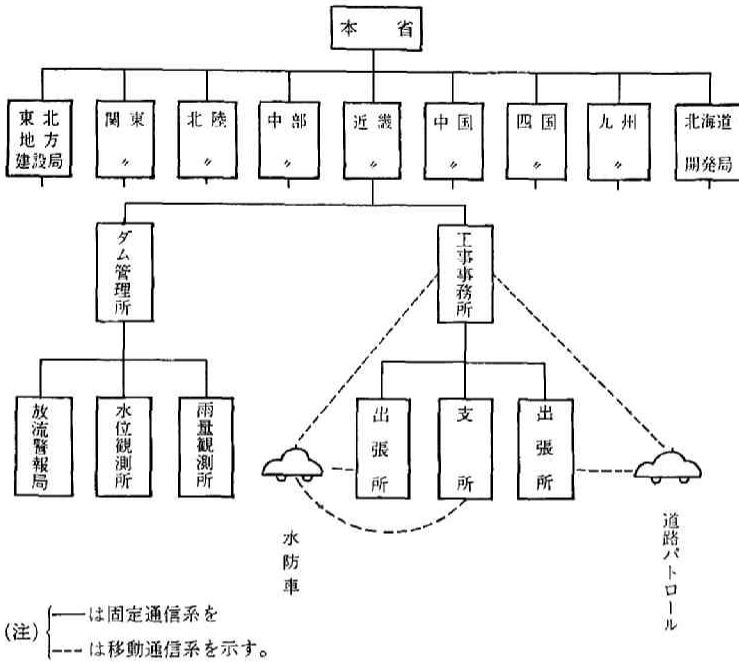 本省
東北
地方
建設局
関東
〃
北陸
〃
中部
〃
近畿
〃
中国
〃
四国
〃
九州
〃
北海道
開発局
ダム管理所
工事事務所
放流警報局
水位観測所
雨量観測所
出張所
支所
出張所
水防車
道路パトロール
(注)
——は固定通信系を
---は移動通信系を示す。